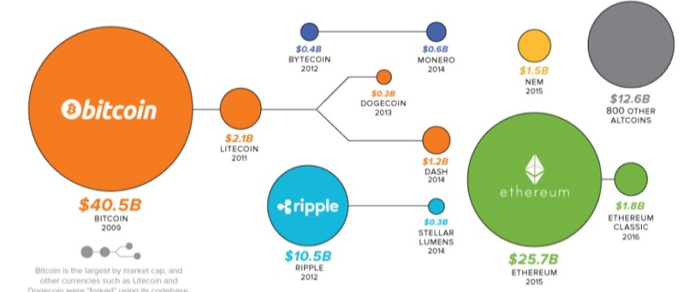 bitcoin
$40.5B
BITCOIN
2009
Bitcoin is the largest by market cap, and
other currencies such as Litecoin and
Dogecoin were "forked" using its codebase
$2.1B
LITECOIN
2011
$0.4B
BYTECOIN
2012
$0.6B
MONERO
2014
$0.3B
DOGECOIN
2013
$1.2B
DASH
2014
ripple
$10.5B
RIPPLE
2012
$0.3B
STELLAR
LUMENS
2014
$1.5B
NEM
2015
$12.6B
800 OTHER
ALTCOINS
ethereum
$25.7B
ETHEREUM
2015
$1.8B
ETHEREUM
CLASSIC
2016